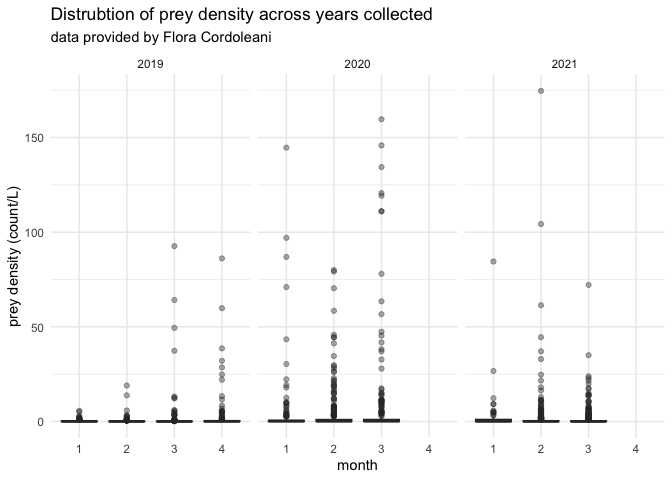 Distrubtion of prey density across years collected
data provided by Flora Cordoleani
2019 2020 2021
prey density (count/L)
150
100
50
0
1 2 3 4 1 2 3 4 1 2 3 4
month